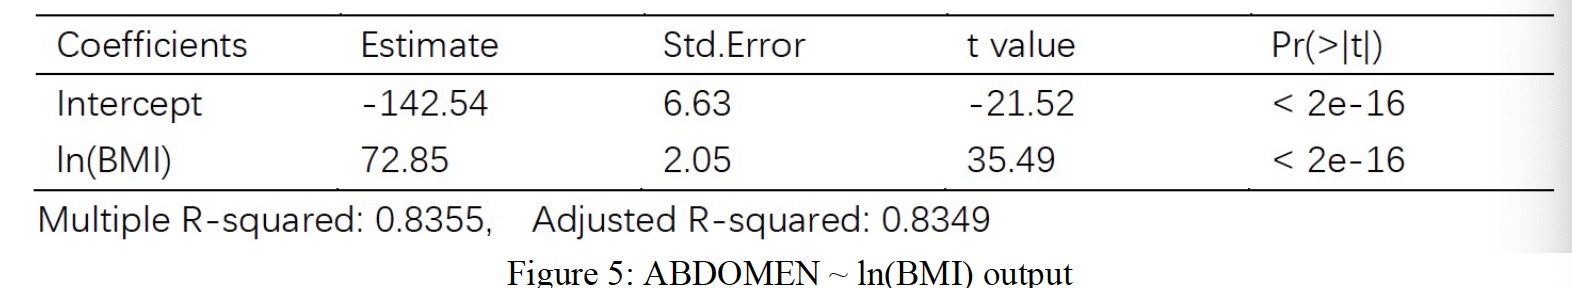 Coefficients Estimate Std.Error t value Pr(>|t|)
Intercept -142.54 6.63 -21.52 < 2e-16
ln(BMI) 72.85 2.05 35.49 < 2e-16
Multiple R-squared: 0.8355, Adjusted R-squared: 0.8349
Figure 5: ABDOMEN ~ ln(BMI) output